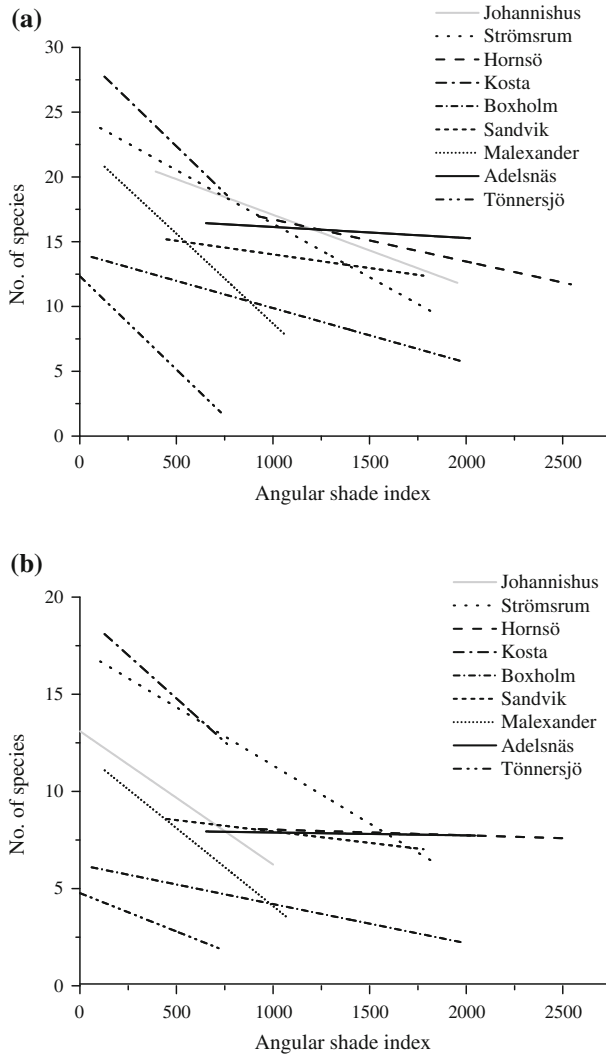 (a)
Johannishus
Strömsrum
Hornsö
Kosta
Boxholm
Sandvik
Malexander
Adelsnäs
Tönnersjö
30
25
20
15
10
5
0
No. of species
0 500 1000 1500 2000 2500
Angular shade index
(b)
Johannishus
Strömsrum
Hornsö
Kosta
Boxholm
Sandvik
Malexander
Adelsnäs
Tönnersjö
20
15
10
5
0
No. of species
0 500 1000 1500 2000 2500
Angular shade index